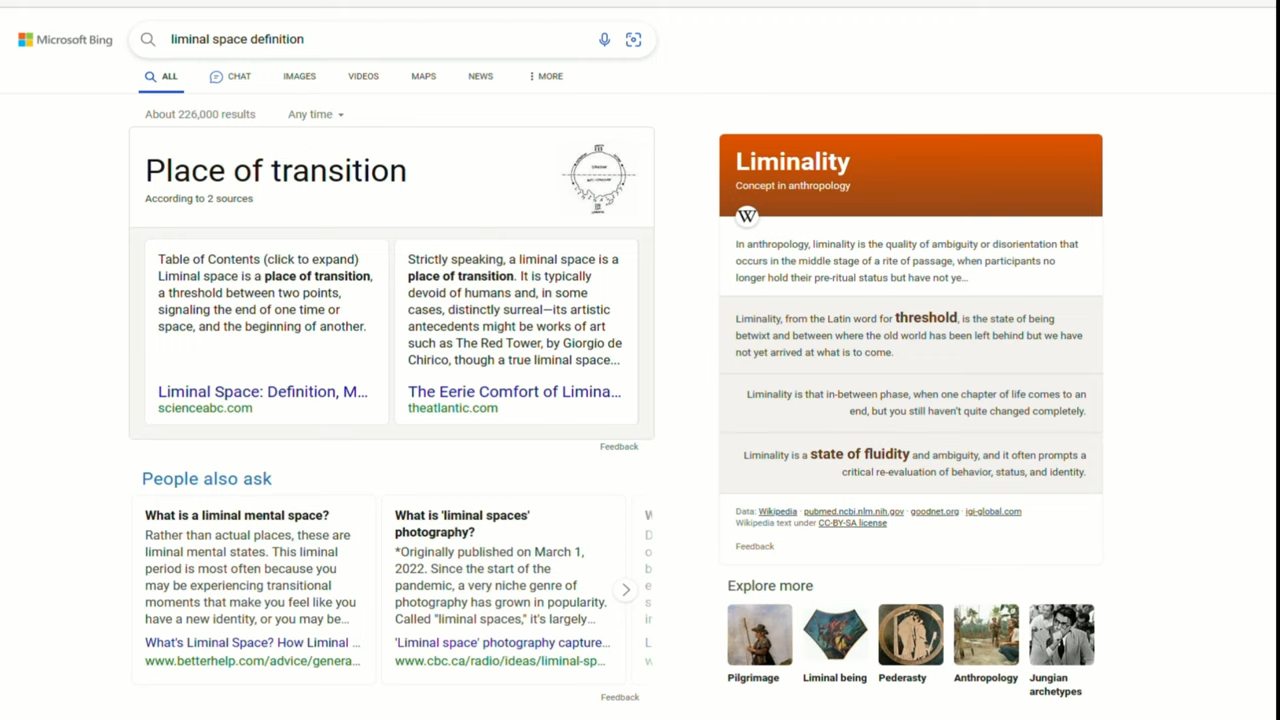 Microsoft Bing
liminal space definition
ALL
CHAT
IMAGES
VIDEOS
MAPS
NEWS
MORE
About 226,000 results
Any time
Place of transition
According to 2 sources
Table of Contents (click to expand)
Liminal space is a place of transition,
a threshold between two points,
signaling the end of one time or
space, and the beginning of another.
Liminal Space: Definition, M...
scienceabc.com
Strictly speaking, a liminal space is a
place of transition. It is typically
devoid of humans and, in some
cases, distinctly surreal—its artistic
antecedents might be works of art
such as The Red Tower, by Giorgio de
Chirico, though a true liminal space...
The Eerie Comfort of Limina...
theatlantic.com
Feedback
People also ask
What is a liminal mental space?
Rather than actual places, these are
liminal mental states. This liminal
period is most often because you
may be experiencing transitional
moments that make you feel like you
have a new identity, or you may be...
What's Liminal Space? How Liminal ...
www.betterhelp.com/advice/genera...
What is 'liminal spaces'
photography?
*Originally published on March 1,
2022. Since the start of the
pandemic, a very niche genre of
photography has grown in popularity.
Called "liminal spaces," it's largely...
'Liminal space' photography capture...
www.cbc.ca/radio/ideas/liminal-sp...
Feedback
Liminality
Concept in anthropology
W
In anthropology, liminality is the quality of ambiguity or disorientation that
occurs in the middle stage of a rite of passage, when participants no
longer hold their pre-ritual status but have not ye...
Liminality, from the Latin word for threshold, is the state of being
betwixt and between where the old world has been left behind but we have
not yet arrived at what is to come.
Liminality is that in-between phase, when one chapter of life comes to an
end, but you still haven't quite changed completely.
Liminality is a state of fluidity and ambiguity, and it often prompts a
critical re-evaluation of behavior, status, and identity.
Data: Wikipedia · pubmed.ncbi.nlm.nih.gov · goodnet.org · igi-global.com
Wikipedia text under CC-BY-SA license
Feedback
Explore more
Pilgrimage
Liminal being
Pederasty
Anthropology
Jungian
archetypes